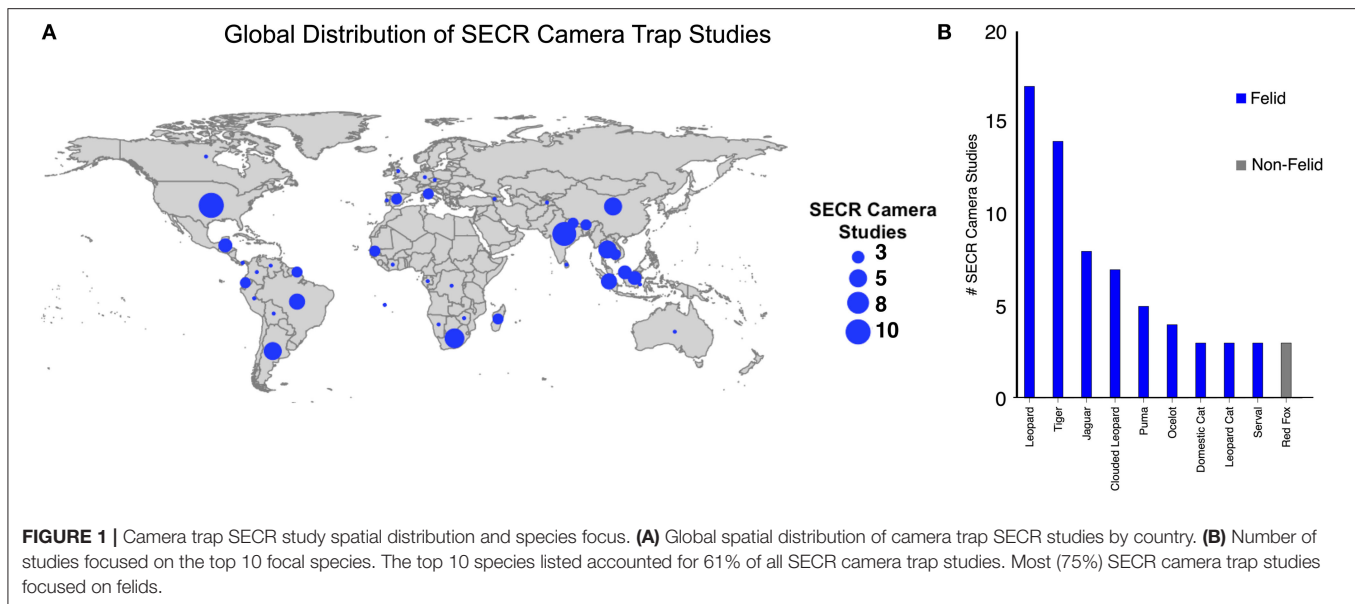 A
Global Distribution of SECR Camera Trap Studies
SECR Camera
Studies
3
5
8
10
B
# SECR Camera Studies
20
15
10
5
0
Felid
Non-Felid
Leopard
Tiger
Jaguar
Clouded Leopard
Puma
Ocelot
Domestic Cat
Leopard Cat
Serval
Red Fox
FIGURE 1 | Camera trap SECR study spatial distribution and species focus. (A) Global spatial distribution of camera trap SECR studies by country. (B) Number of
studies focused on the top 10 focal species. The top 10 species listed accounted for 61% of all SECR camera trap studies. Most (75%) SECR camera trap studies
focused on felids.